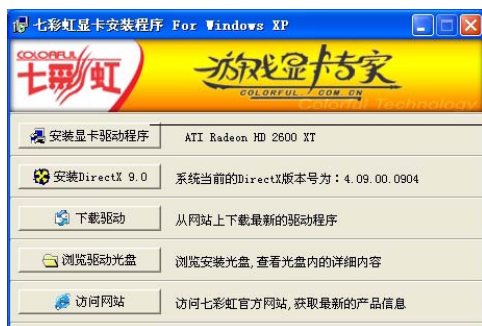 七彩虹显卡安装程序 For Windows XP
COLORFUL
七彩虹
游戏显卡专家
COLORFUL.COM.CN
Colorful Technology
安装显卡驱动程序 ATI Radeon HD 2600 XT
安装DirectX 9.0 系统当前的DirectX版本号为：4.09.00.0904
下载驱动 从网站上下载最新的驱动程序
浏览驱动光盘 浏览安装光盘,查看光盘内的详细内容
访问网站 访问七彩虹官方网站,获取最新的产品信息